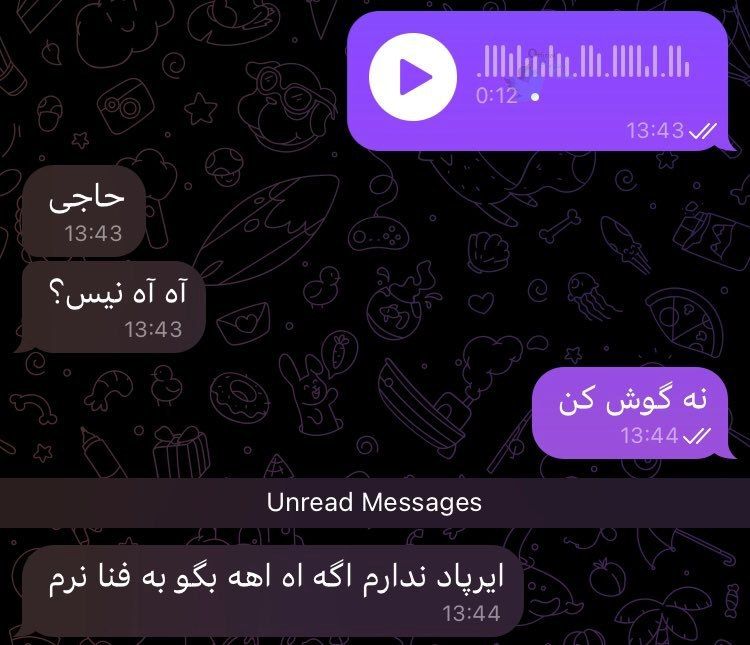 0:12
13:43
حاجی
13:43
آه آه نیس؟
13:43
نه گوش کن
13:44
Unread Messages
ایرپاد ندارم اگه اه اهه بگو به فنا نرم
13:44